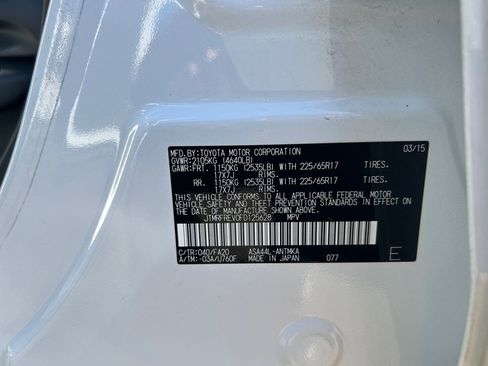 MFD.BY:TOYOTA MOTOR CORPORATION 03/15
GVWR:2105KG (4640LB)
GAWR:FRT. 1150KG (2535LB) WITH 225/65R17 TIRES.
17X7J RIMS.
RR. 1150KG (2535LB) WITH 225/65R17 TIRES.
17X7J RIMS.
THIS VEHICLE CONFORMS TO ALL APPLICABLE FEDERAL MOTOR
VEHICLE SAFETY AND THEFT PREVENTION STANDARDS IN EFFECT
ON THE DATE OF MANUFACTURE SHOWN ABOVE.
JTMRFREV0FD125628 MPV
C/TR:040/FA20 ASA44L-ANTMKA
A/TM:-03A/U760F MADE IN JAPAN 077 E